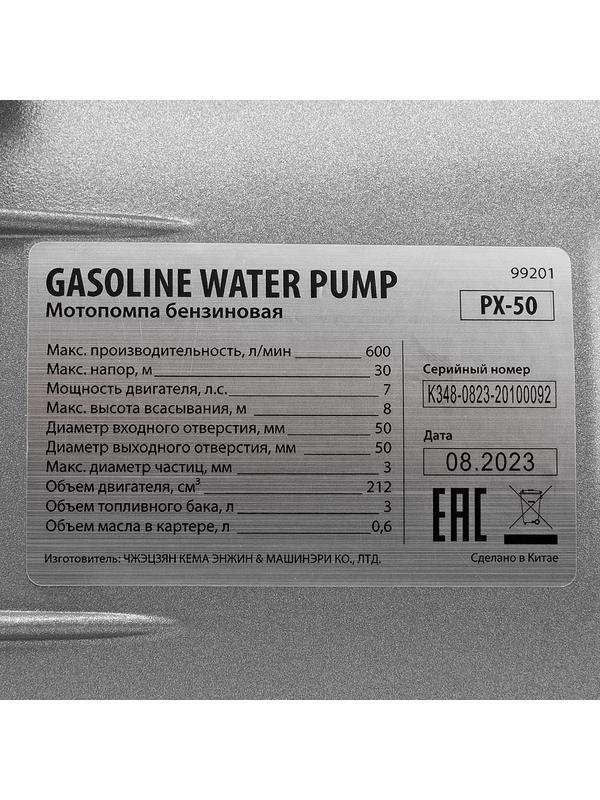 GASOLINE WATER PUMP
Мотопомпа бензиновая
99201
PX-50
Макс. производительность, л/мин 600
Макс. напор, м 30
Мощность двигателя, л.с. 7
Макс. высота всасывания, м 8
Диаметр входного отверстия, мм 50
Диаметр выходного отверстия, мм 50
Макс. диаметр частиц, мм 3
Объем двигателя, см³ 212
Объем топливного бака, л 3
Объем масла в картере, л 0,6
Серийный номер
K348-0823-20100092
Дата
08.2023
EAC
Изготовитель: ЧЖЭЦЗЯН КЕМА ЭНЖИН & МАШИНЭРИ КО., ЛТД.
Сделано в Китае